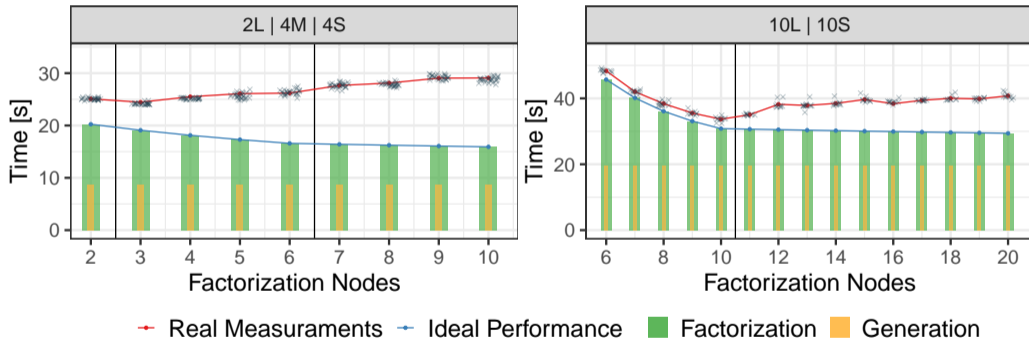 2L | 4M | 4S
10L | 10S
Time [s]
30
20
10
0
2 3 4 5 6 7 8 9 10
Factorization Nodes
Time [s]
40
20
0
6 8 10 12 14 16 18 20
Factorization Nodes
Real Measuraments Ideal Performance Factorization Generation